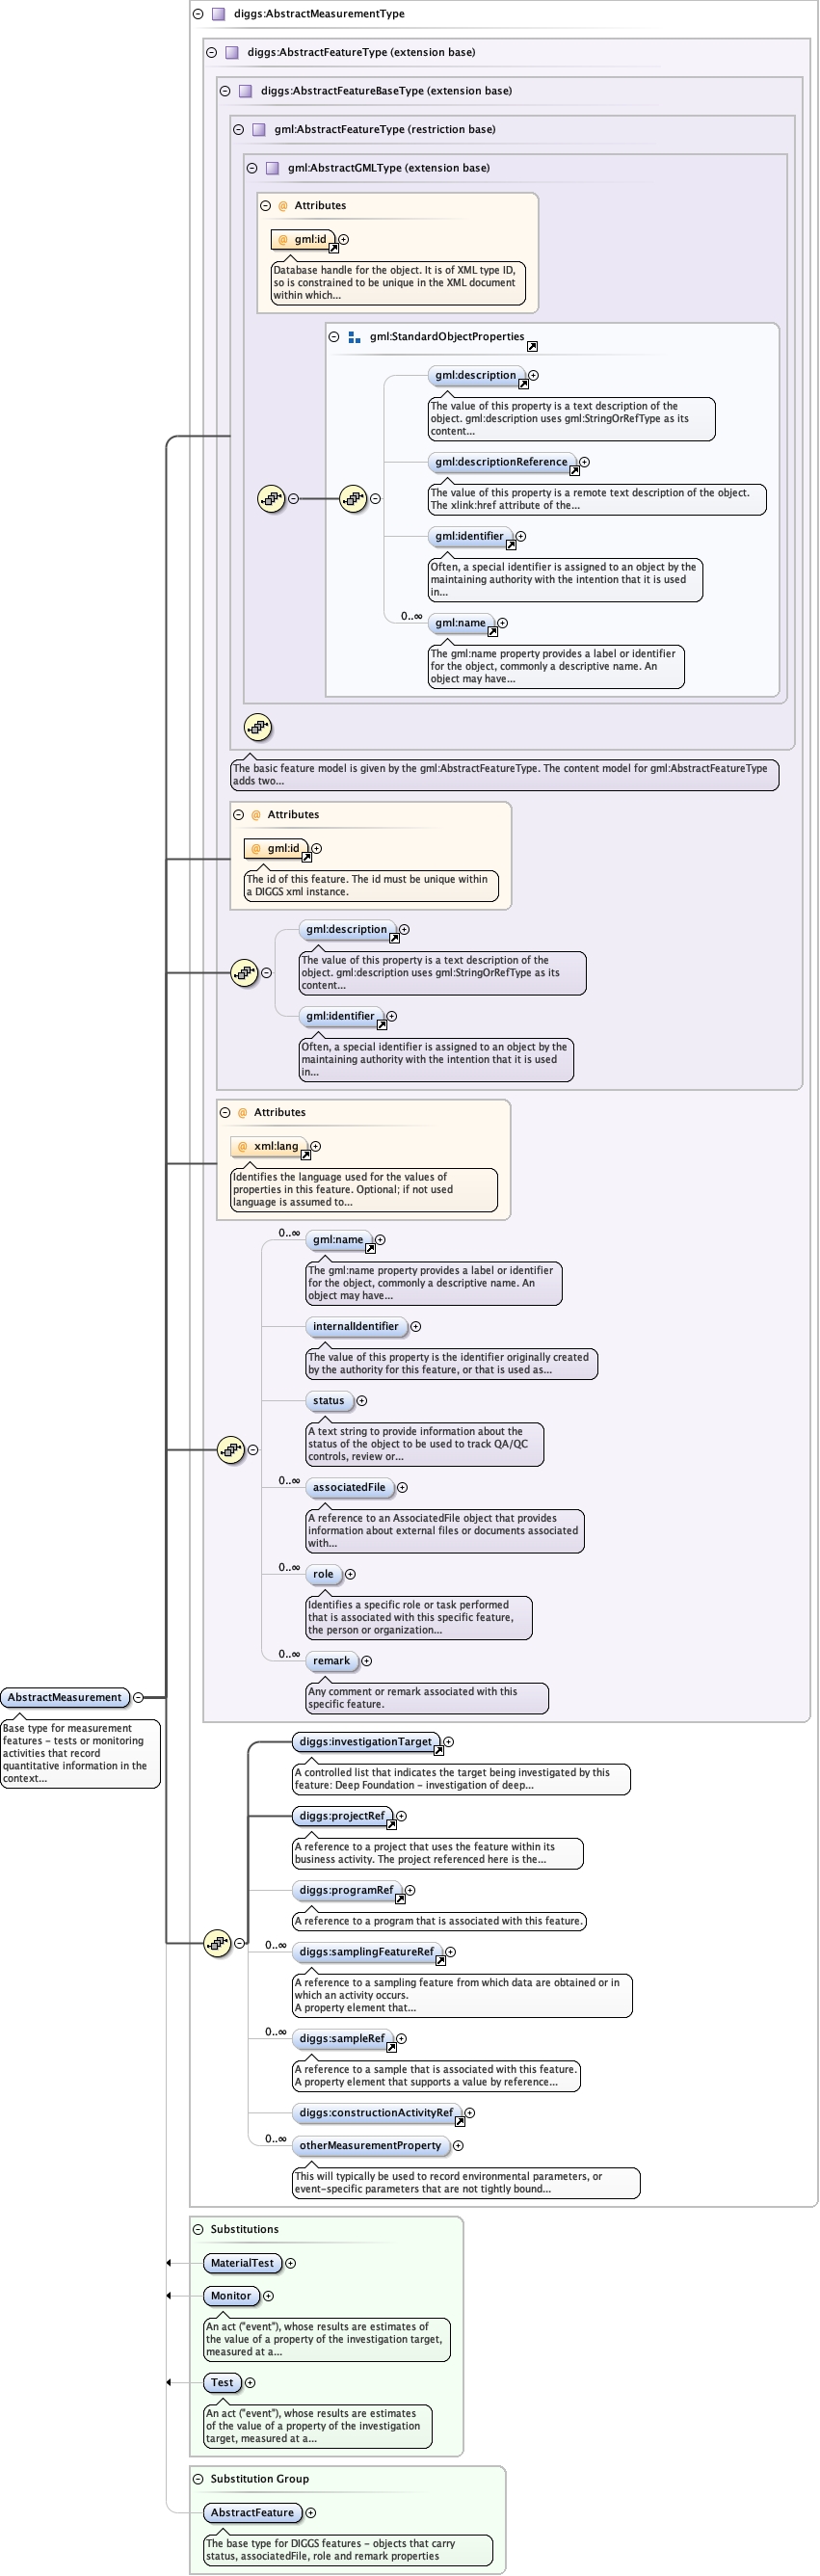 diggs:AbstractMeasurementType
diggs:AbstractFeatureType (extension base)
diggs:AbstractFeatureBaseType (extension base)
gml:AbstractFeatureType (restriction base)
gml:AbstractGMLType (extension base)
@ Attributes
@ gml:id
Database handle for the object. It is of XML type ID,
so is constrained to be unique in the XML document
within which...
gml:StandardObjectProperties
gml:description
The value of this property is a text description of the
object. gml:description uses gml:StringOrRefType as its
content...
gml:descriptionReference
The value of this property is a remote text description of the object.
The xlink:href attribute of the...
gml:identifier
Often, a special identifier is assigned to an object by the
maintaining authority with the intention that it is used
in...
0..∞
gml:name
The gml:name property provides a label or identifier
for the object, commonly a descriptive name. An
object may have...
The basic feature model is given by the gml:AbstractFeatureType. The content model for gml:AbstractFeatureType
adds two...
@ Attributes
@ gml:id
The id of this feature. The id must be unique within
a DIGGS xml instance.
gml:description
The value of this property is a text description of the
object. gml:description uses gml:StringOrRefType as its
content...
gml:identifier
Often, a special identifier is assigned to an object by the
maintaining authority with the intention that it is used
in...
@ Attributes
@ xml:lang
Identifies the language used for the values of
properties in this feature. Optional; if not used
language is assumed to...
0..∞
gml:name
The gml:name property provides a label or identifier
for the object, commonly a descriptive name. An
object may have...
internalIdentifier
The value of this property is the identifier originally created
by the authority for this feature, or that is used as...
status
A text string to provide information about the
status of the object to be used to track QA/QC
controls, review or...
0..∞
associatedFile
A reference to an AssociatedFile object that provides
information about external files or documents associated
with...
0..∞
role
Identifies a specific role or task performed
that is associated with this specific feature,
the person or organization...
0..∞
remark
Any comment or remark associated with this
specific feature.
AbstractMeasurement
Base type for measurement
features - tests or monitoring
activities that record
quantitative information in the
context...
diggs:investigationTarget
A controlled list that indicates the target being investigated by this
feature: Deep Foundation - investigation of deep...
diggs:projectRef
A reference to a project that uses the feature within its
business activity. The project referenced here is the...
diggs:programRef
A reference to a program that is associated with this feature.
0..∞
diggs:samplingFeatureRef
A reference to a sampling feature from which data are obtained or in
which an activity occurs.
A property element that...
0..∞
diggs:sampleRef
A reference to a sample that is associated with this feature.
A property element that supports a value by reference...
diggs:constructionActivityRef
0..∞
otherMeasurementProperty
This will typically be used to record environmental parameters, or
event-specific parameters that are not tightly bound...
Substitutions
MaterialTest
Monitor
An act ("event"), whose results are estimates of
the value of a property of the investigation target,
measured at a...
Test
An act ("event"), whose results are estimates
of the value of a property of the investigation
target, measured at a...
Substitution Group
AbstractFeature
The base type for DIGGS features - objects that carry
status, associatedFile, role and remark properties